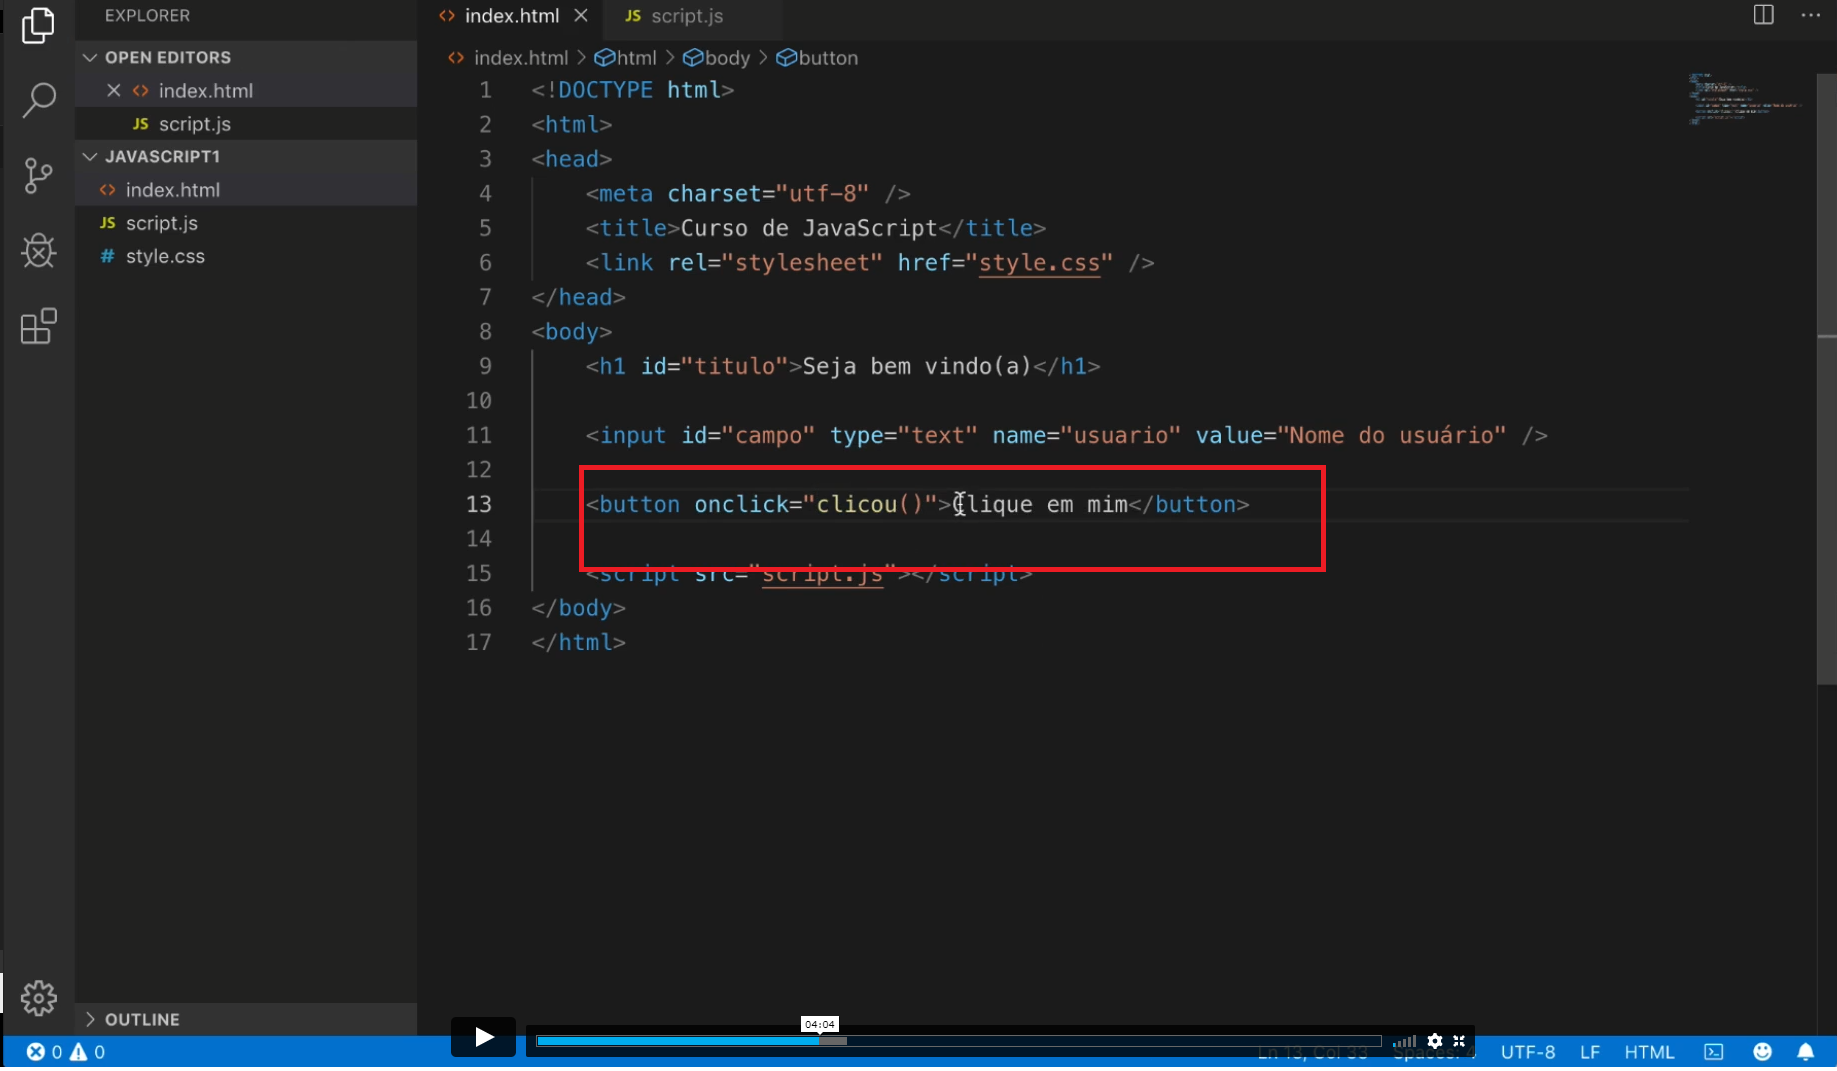 EXPLORER
OPEN EDITORS
index.html
JS script.js
JAVASCRIPT1
index.html
JS script.js
# style.css
OUTLINE
index.html
JS script.js
index.html > html > body > button
1 <!DOCTYPE html>
2 <html>
3 <head>
4 <meta charset="utf-8" />
5 <title>Curso de JavaScript</title>
6 <link rel="stylesheet" href="style.css" />
7 </head>
8 <body>
9 <h1 id="titulo">Seja bem vindo(a)</h1>
10
11 <input id="campo" type="text" name="usuario" value="Nome do usuário" />
12
13 <button onclick="clicou()">Clique em mim</button>
14
15 <script src="script.js"></script>
16 </body>
17 </html>
04:04
0 0
Ln 13, Col 33 Spaces: 4 UTF-8 LF HTML